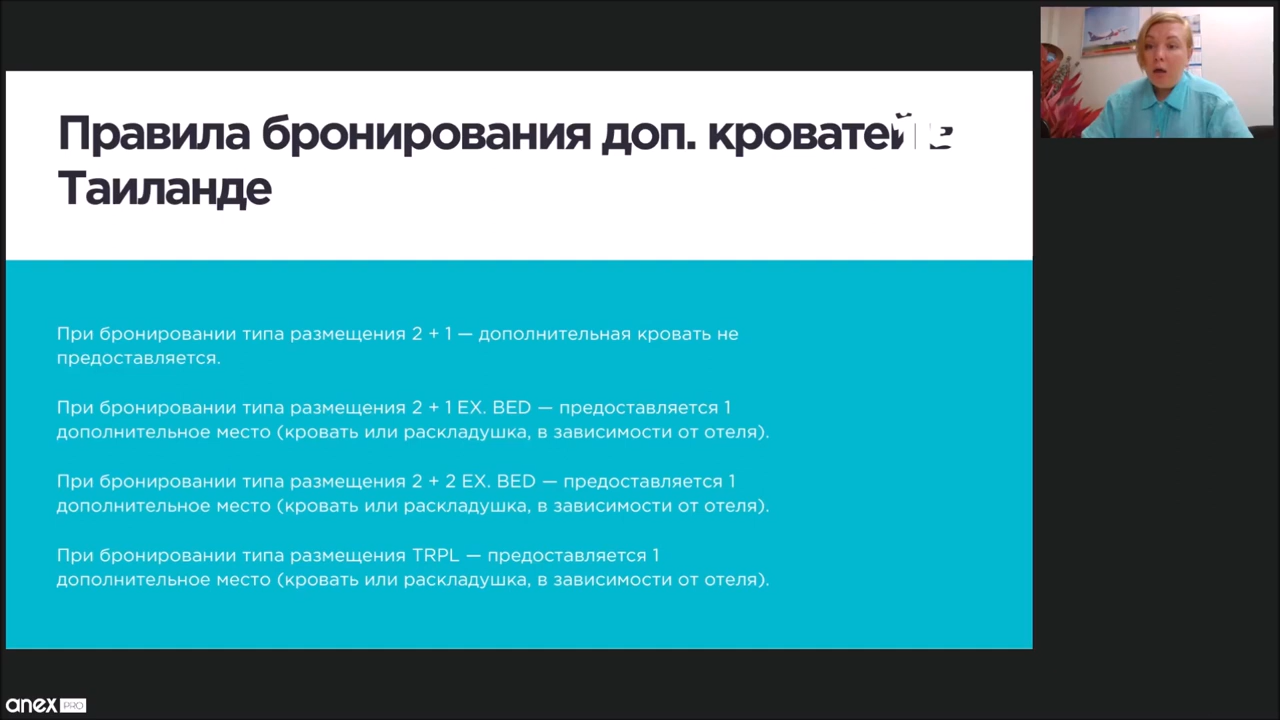 Правила бронирования доп. кроватей в
Таиланде
При бронировании типа размещения 2 + 1 — дополнительная кровать не
предоставляется.
При бронировании типа размещения 2 + 1 EX. BED — предоставляется 1
дополнительное место (кровать или раскладушка, в зависимости от отеля).
При бронировании типа размещения 2 + 2 EX. BED — предоставляется 1
дополнительное место (кровать или раскладушка, в зависимости от отеля).
При бронировании типа размещения TRPL — предоставляется 1
дополнительное место (кровать или раскладушка, в зависимости от отеля).
anex PRO